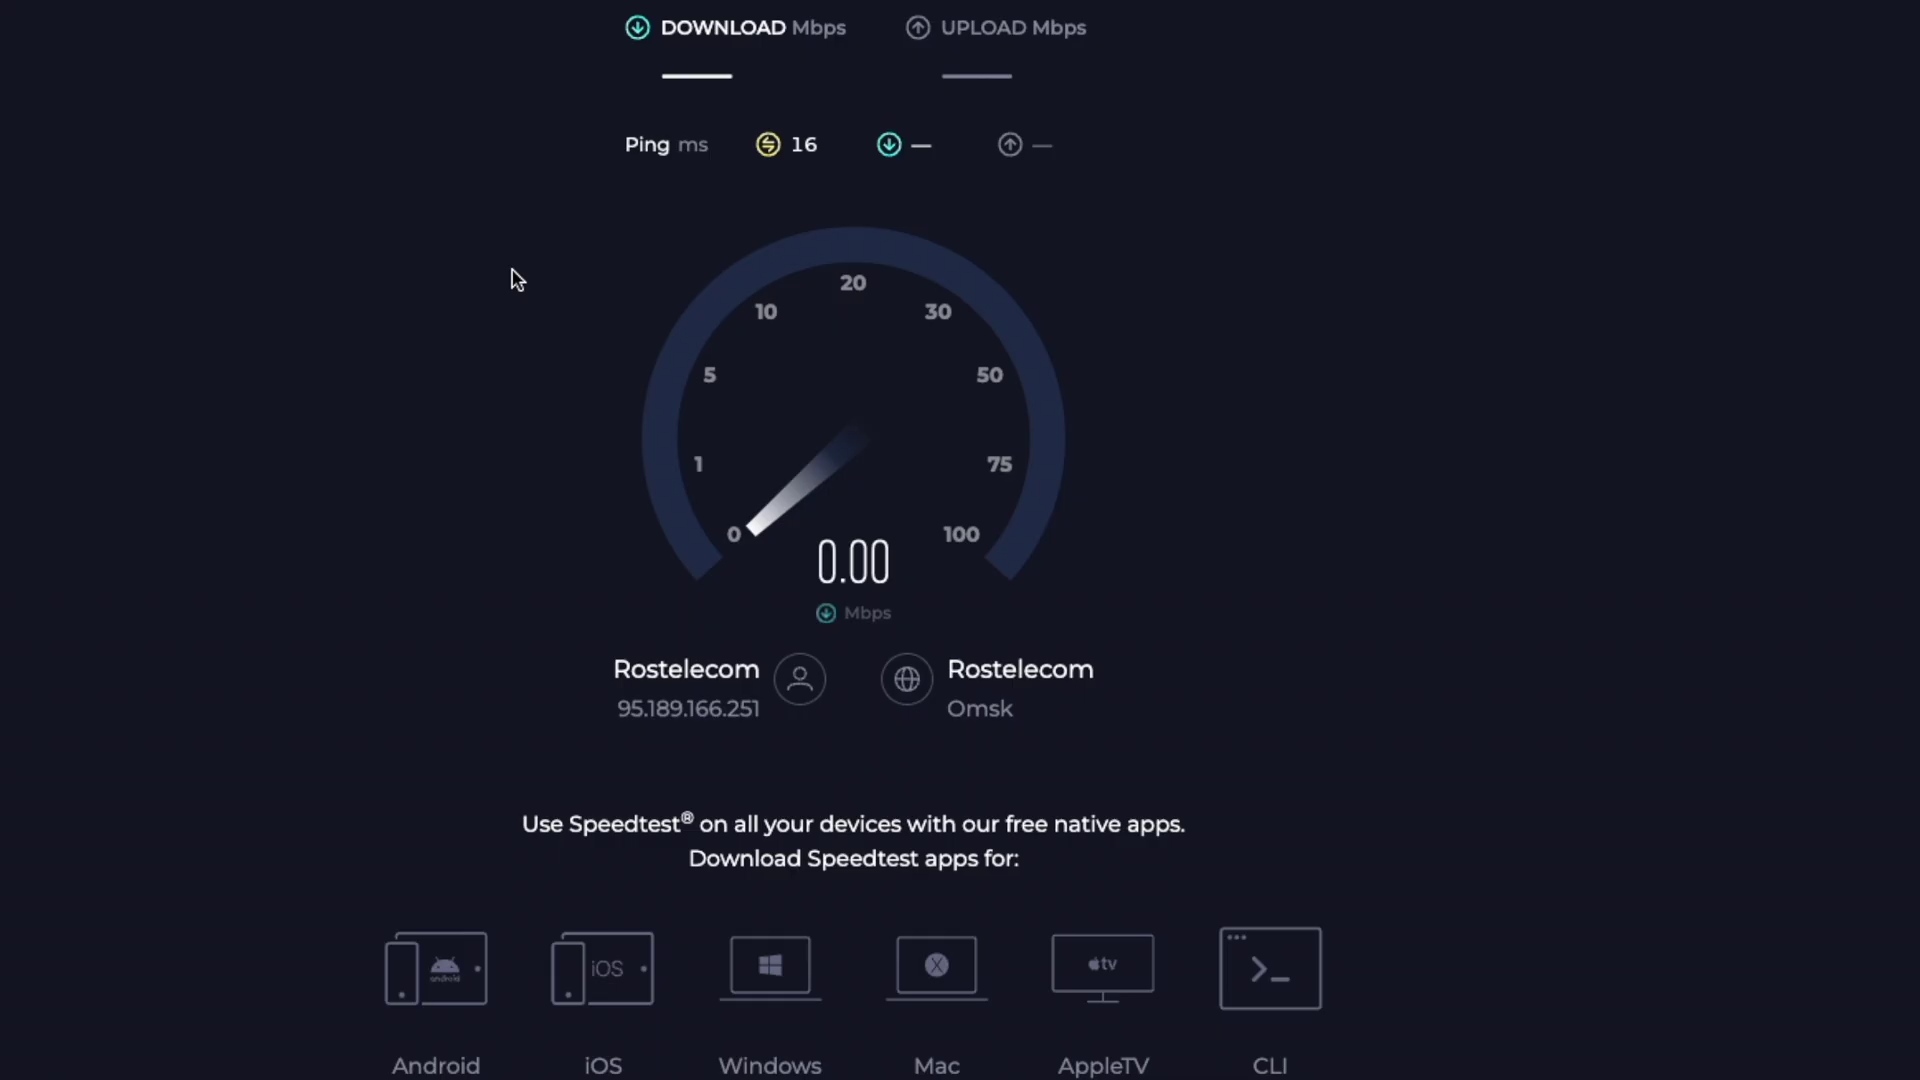 DOWNLOAD Mbps
UPLOAD Mbps
Ping ms
16
—
—
20
10
30
5
50
1
75
0
100
0.00
Mbps
Rostelecom
95.189.166.251
Rostelecom
Omsk
Use Speedtest® on all your devices with our free native apps.
Download Speedtest apps for:
android
iOS
X
tv
>_
Android
iOS
Windows
Mac
AppleTV
CLI